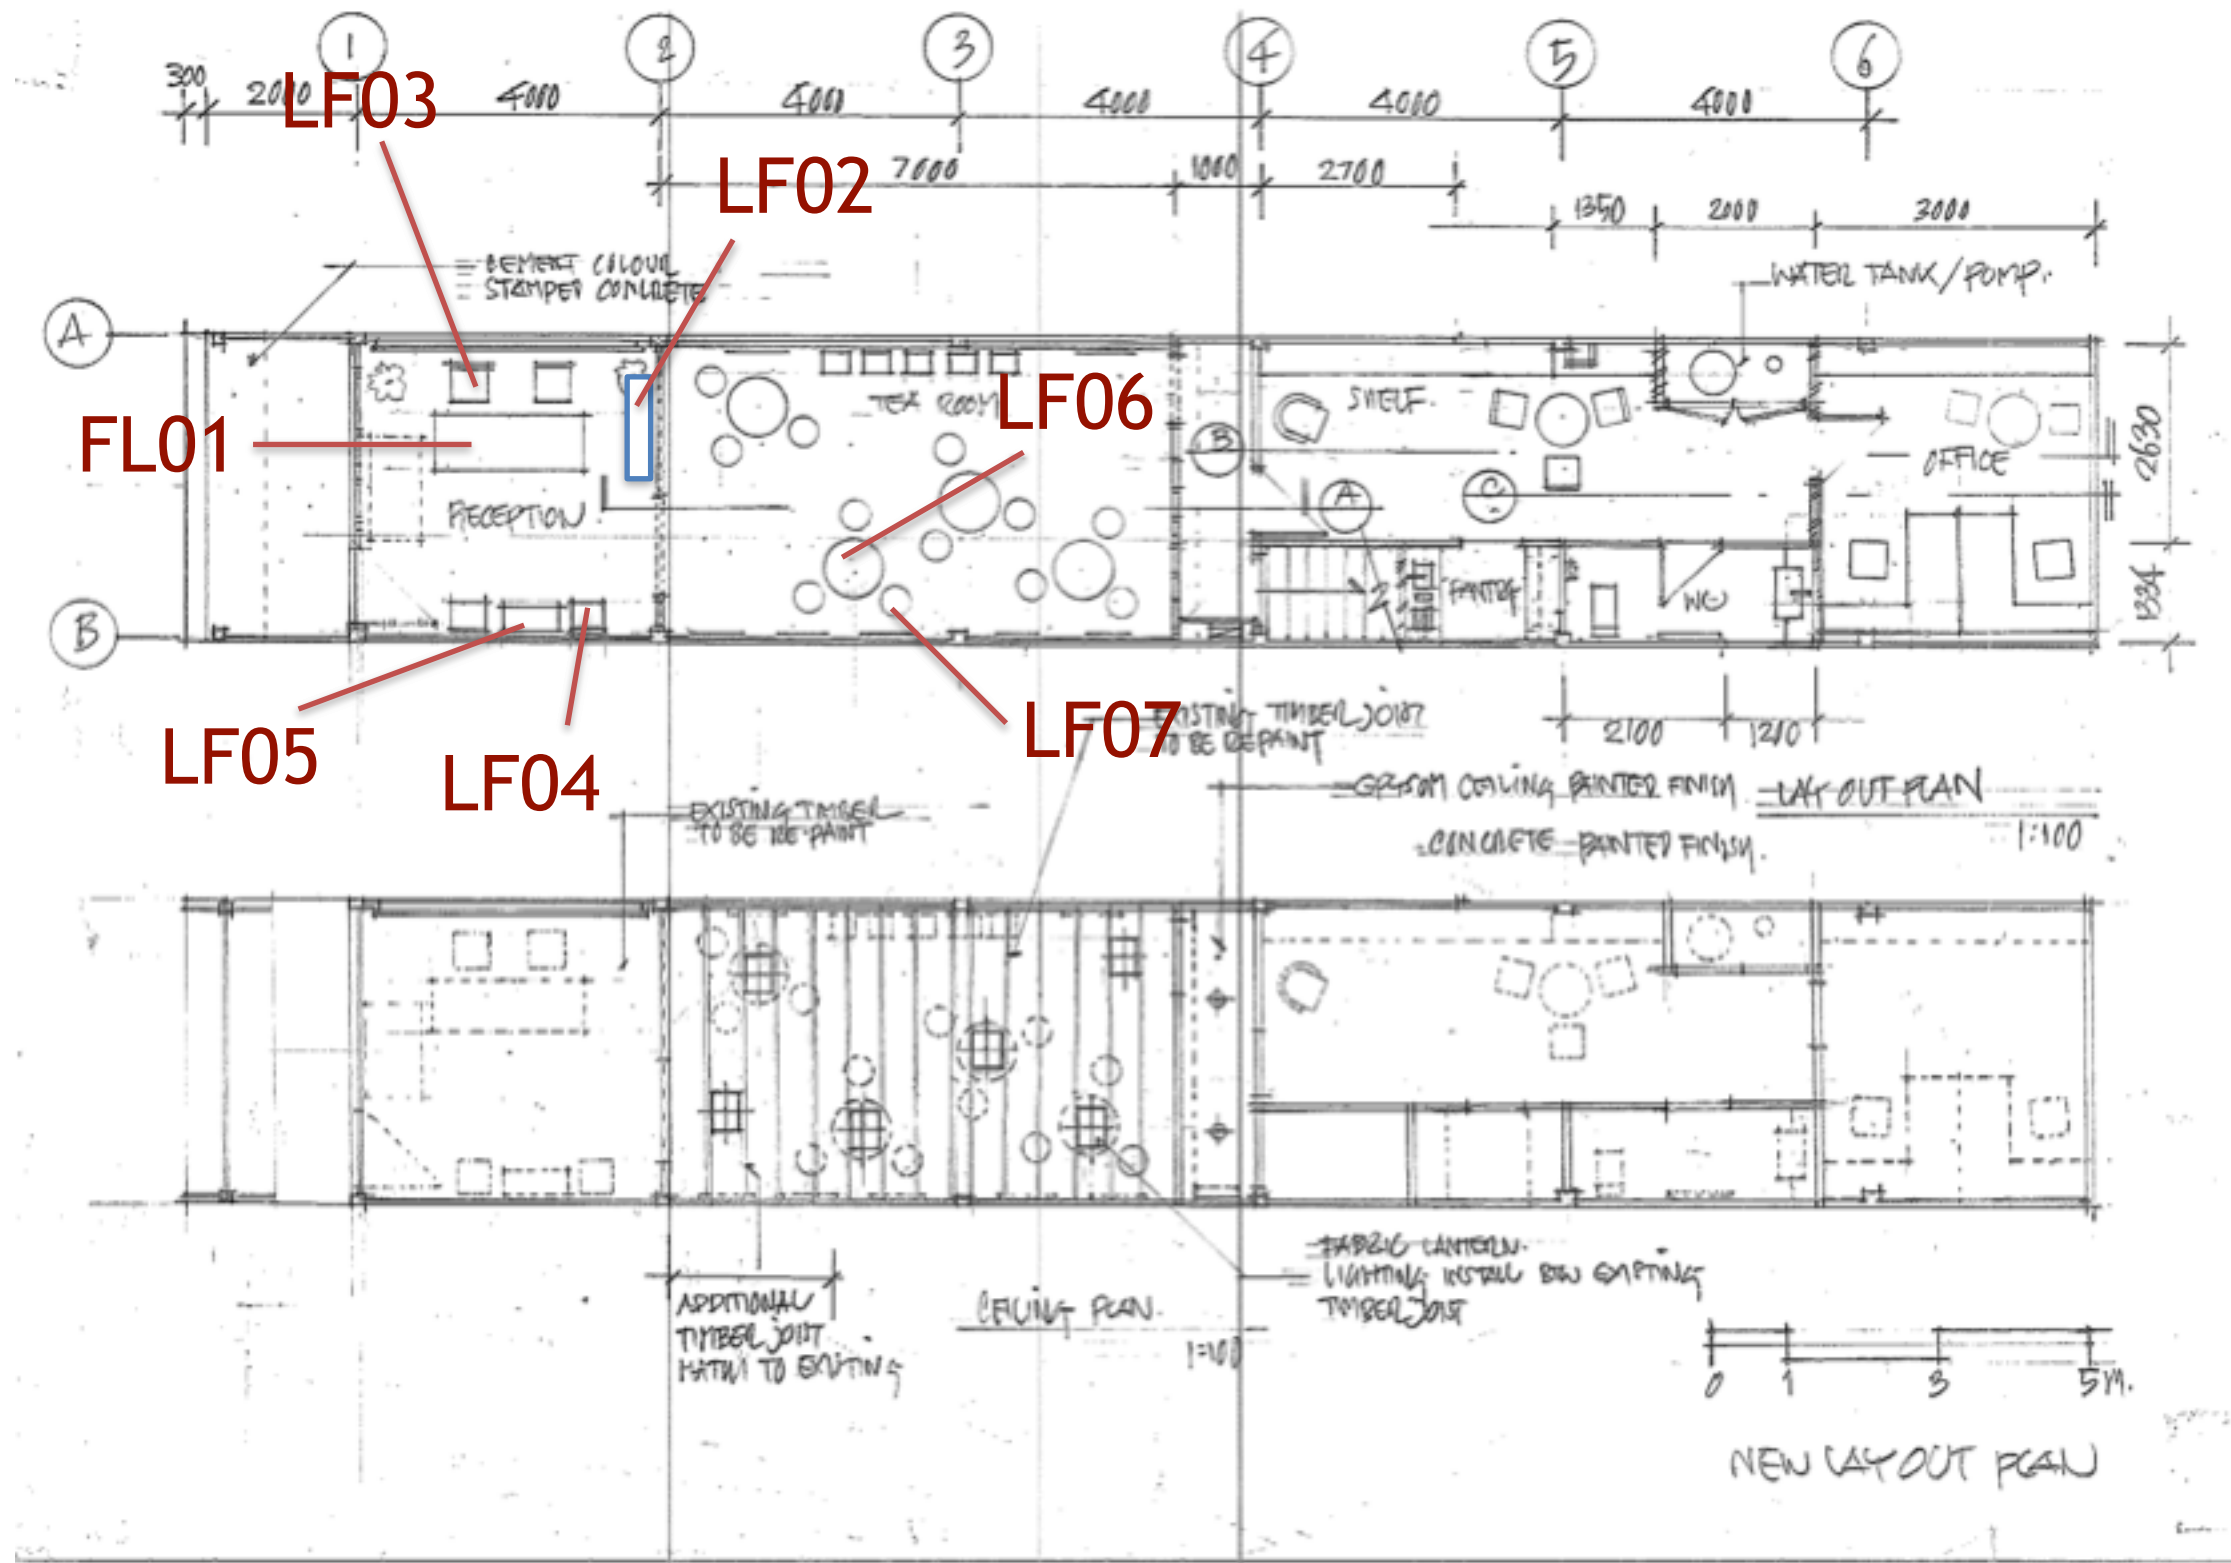 1 2 3 4 5 6
300 2000 4000 4000 4000 4000 4000
LF03
7000 1000 2700
LF02
1350 2000 3000
CEMENT COLOUR
STAMPED CONCRETE
WATER TANK/PUMP.
A
TEA ROOM
SHELF.
LF06
FL01
B
OFFICE
2630
RECEPTION
A
C
PANTRY
WC
1334
B
LF07
EXISTING TIMBER JOIST
TO BE REPAINT
2100 1210
LF05
LF04
GYPSUM CEILING PAINTED FINISH
LAY OUT PLAN
1:100
EXISTING TIMBER
TO BE RE-PAINT
CONCRETE PAINTED FINISH.
FABRIC LANTERN.
LIGHTING INSTALL BTW EXISTING
TIMBER JOIST
ADDITIONAL
TIMBER JOIST
MATCH TO EXISTING
CEILING PLAN.
1:100
0 1 3 5M.
NEW LAYOUT PLAN